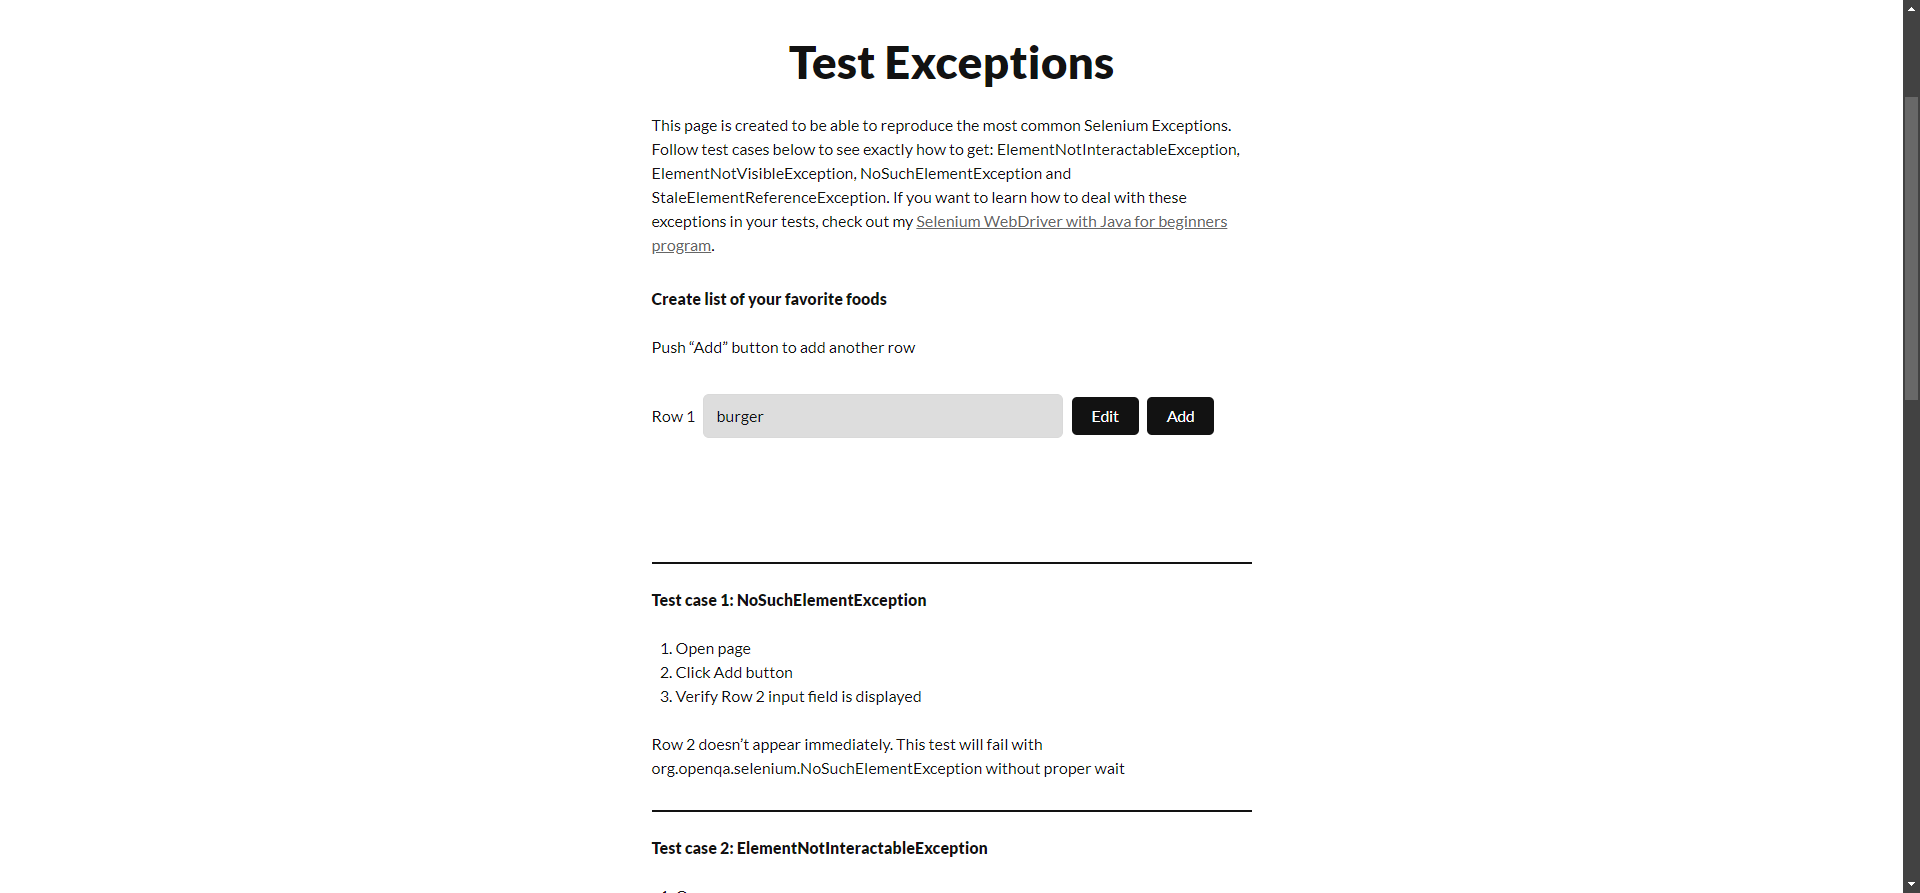 Test Exceptions
This page is created to be able to reproduce the most common Selenium Exceptions.
Follow test cases below to see exactly how to get: ElementNotInteractableException,
ElementNotVisibleException, NoSuchElementException and
StaleElementReferenceException. If you want to learn how to deal with these
exceptions in your tests, check out my Selenium WebDriver with Java for beginners
program.
Create list of your favorite foods
Push “Add” button to add another row
Row 1 burger Edit Add
Test case 1: NoSuchElementException
1. Open page
2. Click Add button
3. Verify Row 2 input field is displayed
Row 2 doesn’t appear immediately. This test will fail with
org.openqa.selenium.NoSuchElementException without proper wait
Test case 2: ElementNotInteractableException